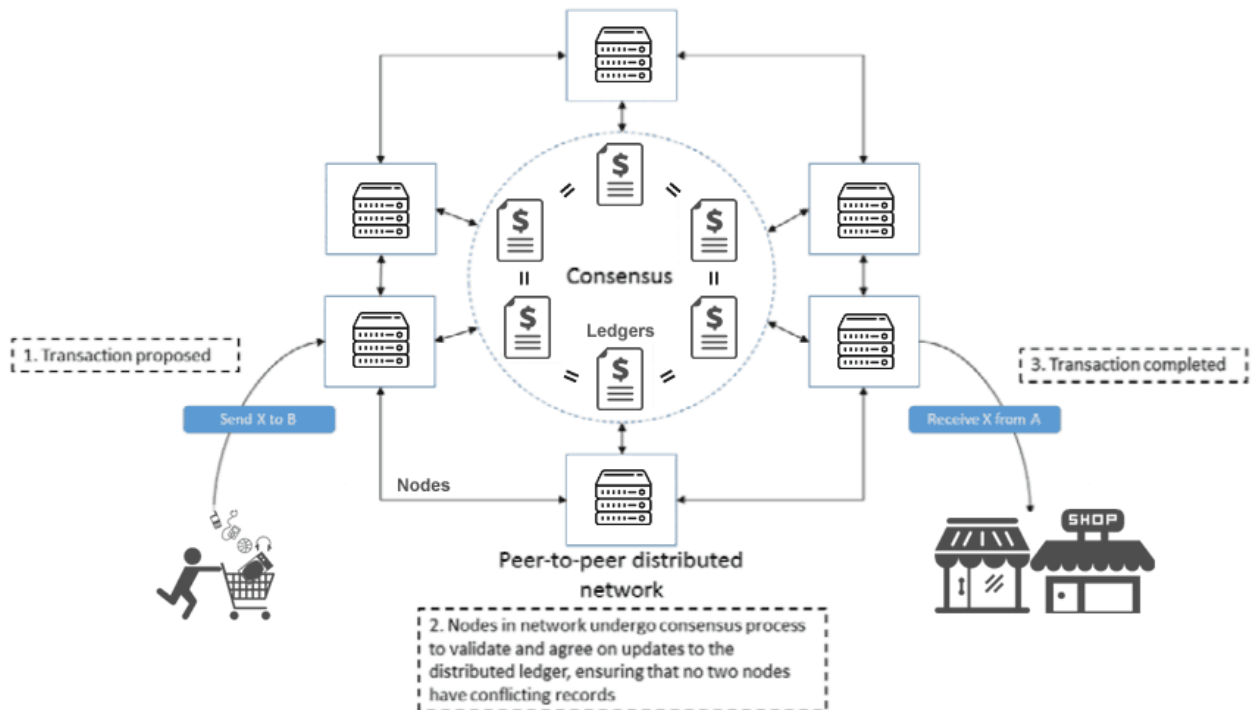 Consensus
Ledgers
1. Transaction proposed
3. Transaction completed
Send X to B
Receive X from A
Nodes
SHOP
Peer-to-peer distributed
network
2. Nodes in network undergo consensus process
to validate and agree on updates to the
distributed ledger, ensuring that no two nodes
have conflicting records
$
$
$
$
$
$